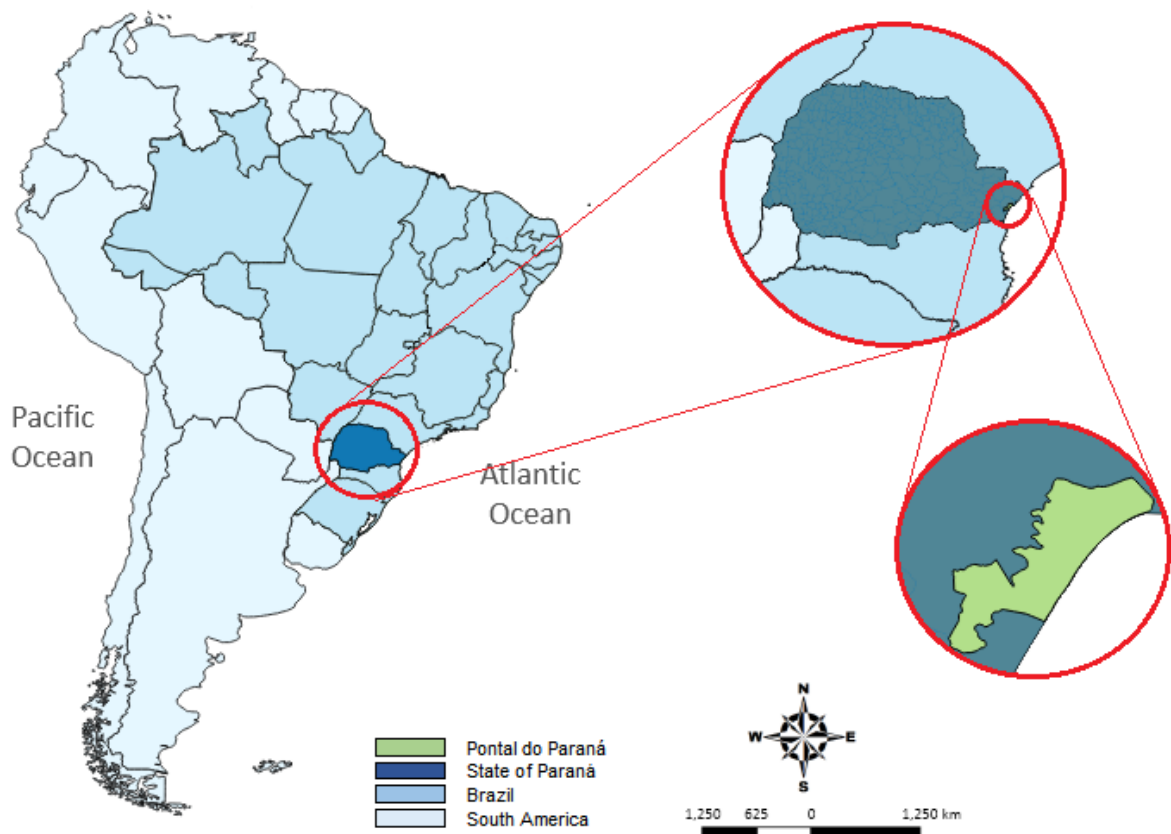 Pacific
Ocean
Atlantic
Ocean
N
W E
S
Pontal do Paraná
State of Paraná
Brazil
South America
1,250 625 0 1,250 km